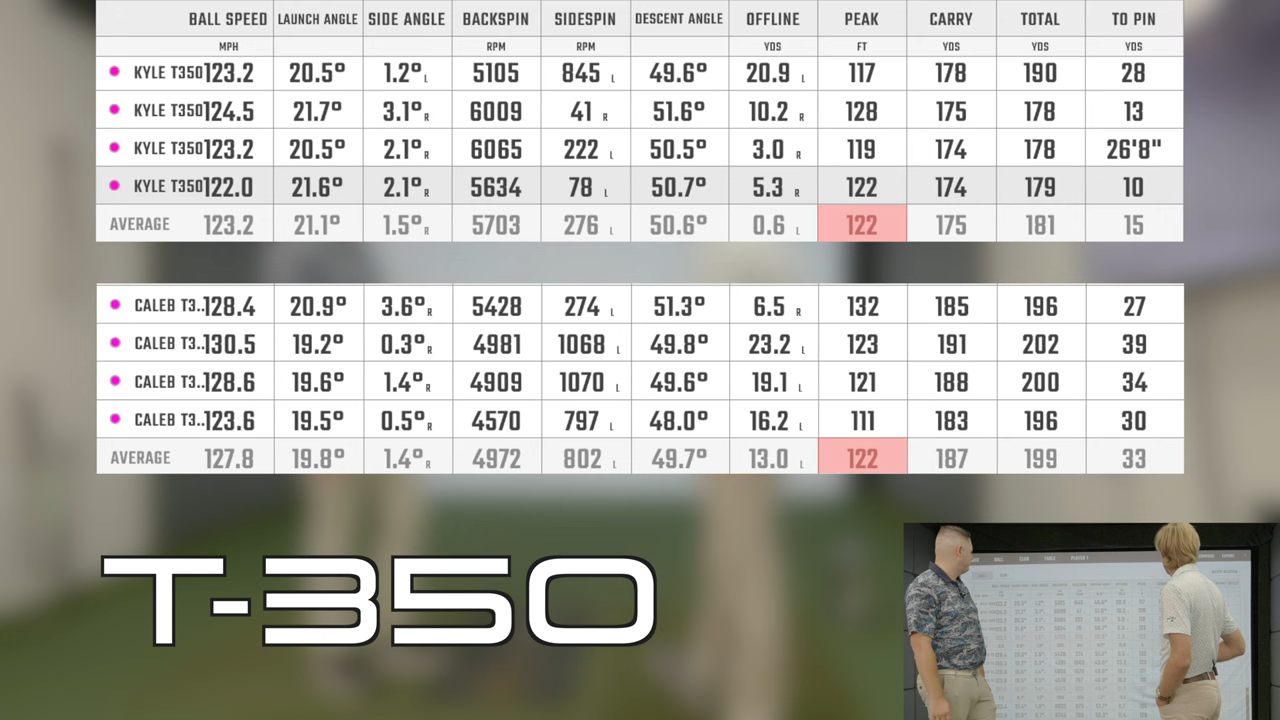 BALL SPEED LAUNCH ANGLE SIDE ANGLE BACKSPIN SIDESPIN DESCENT ANGLE OFFLINE PEAK CARRY TOTAL TO PIN
MPH RPM RPM YDS FT YDS YDS YDS
KYLE T350 123.2 20.5° 1.2° L 5105 845 L 49.6° 20.9 L 117 178 190 28
KYLE T350 124.5 21.7° 3.1° R 6009 41 R 51.6° 10.2 R 128 175 178 13
KYLE T350 123.2 20.5° 2.1° R 6065 222 L 50.5° 3.0 R 119 174 178 26'8"
KYLE T350 122.0 21.6° 2.1° R 5634 78 L 50.7° 5.3 R 122 174 179 10
AVERAGE 123.2 21.1° 1.5° R 5703 276 L 50.6° 0.6 L 122 175 181 15
CALEB T3.. 128.4 20.9° 3.6° R 5428 274 L 51.3° 6.5 R 132 185 196 27
CALEB T3.. 130.5 19.2° 0.3° R 4981 1068 L 49.8° 23.2 L 123 191 202 39
CALEB T3.. 128.6 19.6° 1.4° R 4909 1070 L 49.6° 19.1 L 121 188 200 34
CALEB T3.. 123.6 19.5° 0.5° R 4570 797 L 48.0° 16.2 L 111 183 196 30
AVERAGE 127.8 19.8° 1.4° R 4972 802 L 49.7° 13.0 L 122 187 199 33
T-350